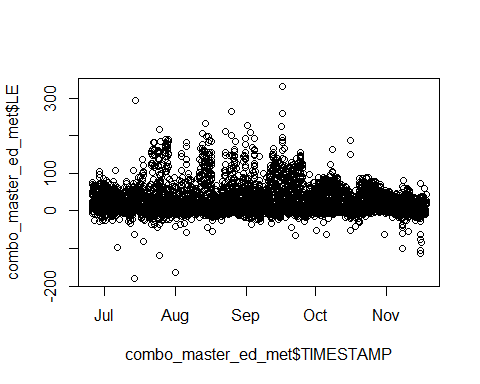 300
100
0
-200
combo_master_ed_met$LE
Jul Aug Sep Oct Nov
combo_master_ed_met$TIMESTAMP